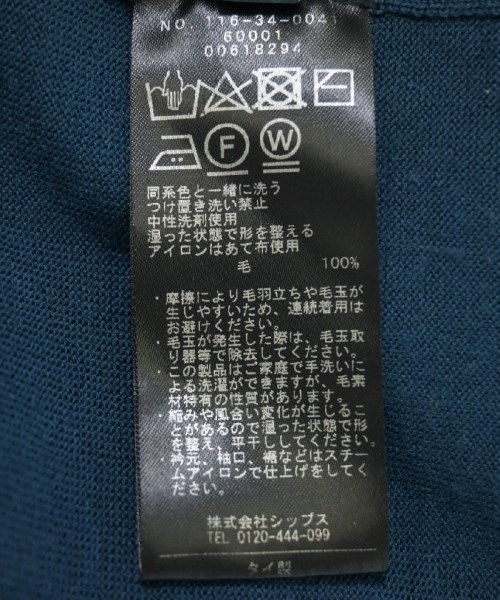 NO. 116-34-0041
60001
00618294
F W
同系色と一緒に洗う
つけ置き洗い禁止
中性洗剤使用
湿った状態で形を整える
アイロンはあて布使用
毛 100%
・摩擦により毛羽立ちや毛玉が
生じやすいため、連続着用は
お避けください。
・毛玉が発生した際は、毛玉取
り器等で除去してください。
・この製品はご家庭で手洗いに
よる洗濯ができますが、毛素
材特有の性質があります。
・縮みや風合い変化が生じるこ
とがあるので湿った状態で形
を整え、平干ししてください。
・衿元、袖口、裾などはスチー
ムアイロンで仕上げをしてく
ださい。
株式会社シップス
TEL 0120-444-099
タイ製